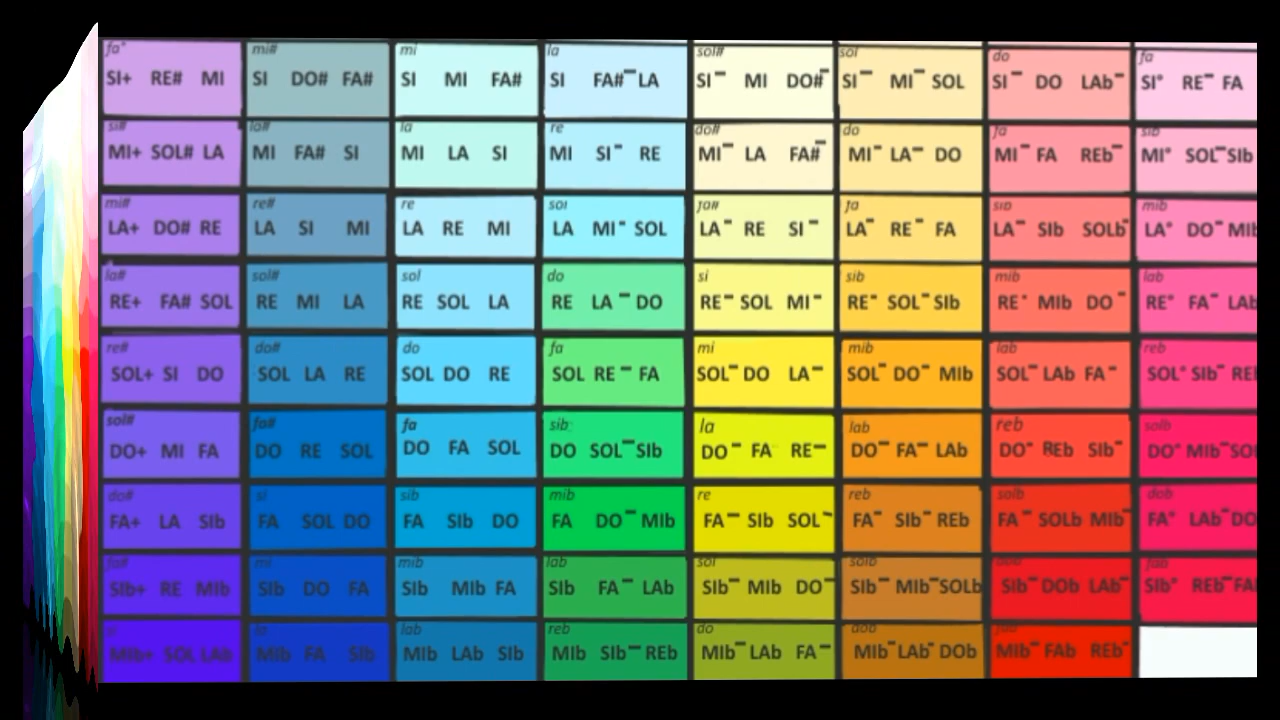 fa° mi# mi la sol# sol do fa
SI+ RE# MI SI DO# FA# SI MI FA# SI FA#¯ LA SI¯ MI DO#¯ SI¯ MI¯ SOL SI¯ DO LAb¯ SI° RE¯ FA
si# la# la re do# do fa sib
MI+ SOL# LA MI FA# SI MI LA SI MI SI¯ RE MI¯ LA FA#¯ MI¯ LA¯ DO MI¯ FA REb¯ MI° SOL¯ SIb
mi# re# re sol fa# fa sib mib
LA+ DO# RE LA SI MI LA RE MI LA MI¯ SOL LA¯ RE SI¯ LA¯ RE¯ FA LA¯ SIb SOLb¯ LA° DO¯ MIb
la# sol# sol do si sib mib lab
RE+ FA# SOL RE MI LA RE SOL LA RE LA¯ DO RE¯ SOL MI¯ RE¯ SOL¯ SIb RE¯ MIb DO¯ RE° FA¯ LAb
re# do# do fa mi mib lab reb
SOL+ SI DO SOL LA RE SOL DO RE SOL RE¯ FA SOL¯ DO LA¯ SOL¯ DO¯ MIb SOL¯ LAb FA¯ SOL° SIb¯
sol# fa# fa sib la lab reb solb
DO+ MI FA DO RE SOL DO FA SOL DO SOL¯ SIb DO¯ FA RE¯ DO¯ FA¯ LAb DO° REb SIb¯ DO° MIb¯
do# si sib mib re reb solb dob
FA+ LA SIb FA SOL DO FA SIb DO FA DO¯ MIb FA¯ SIb SOL¯ FA¯ SIb¯ REb FA¯ SOLb MIb¯ FA° LAb¯ DO
fa# mi mib lab sol solb fab
SIb+ RE MIb SIb DO FA SIb MIb FA SIb FA¯ LAb SIb¯ MIb DO¯ SIb¯ MIb¯ SOLb SIb¯ DOb LAb¯ SIb° REb¯
la lab reb do dob
MIb+ SOL LAb MIb FA SIb MIb LAb SIb MIb SIb¯ REb MIb¯ LAb FA¯ MIb¯ LAb¯ DOb MIb¯ FAb REb¯